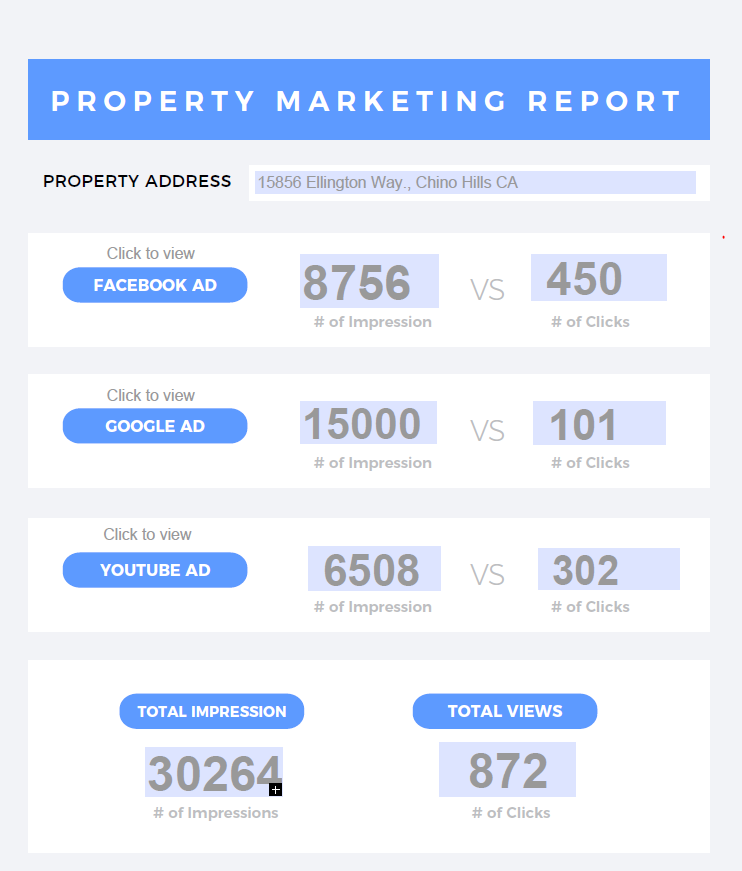 PROPERTY MARKETING REPORT
PROPERTY ADDRESS 15856 Ellington Way., Chino Hills CA
Click to view
FACEBOOK AD 8756 VS 450
# of Impression # of Clicks
Click to view
GOOGLE AD 15000 VS 101
# of Impression # of Clicks
Click to view
YOUTUBE AD 6508 VS 302
# of Impression # of Clicks
TOTAL IMPRESSION TOTAL VIEWS
30264 872
# of Impressions # of Clicks